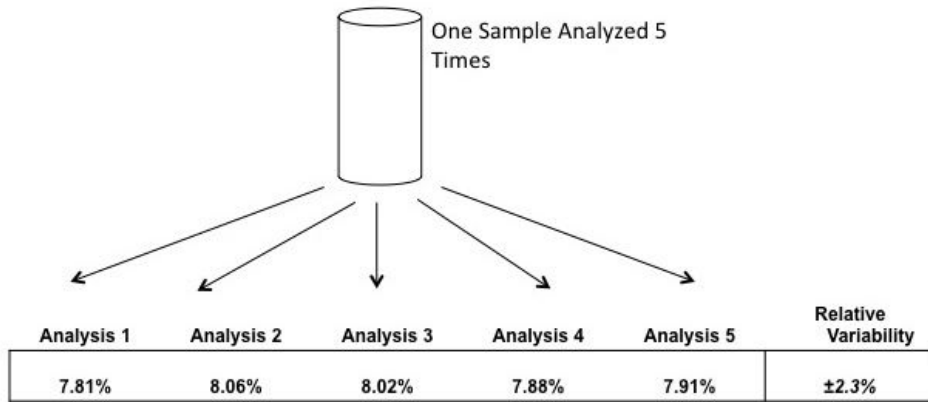 One Sample Analyzed 5
Times
Relative
Analysis 1 Analysis 2 Analysis 3 Analysis 4 Analysis 5 Variability
7.81% 8.06% 8.02% 7.88% 7.91% ±2.3%